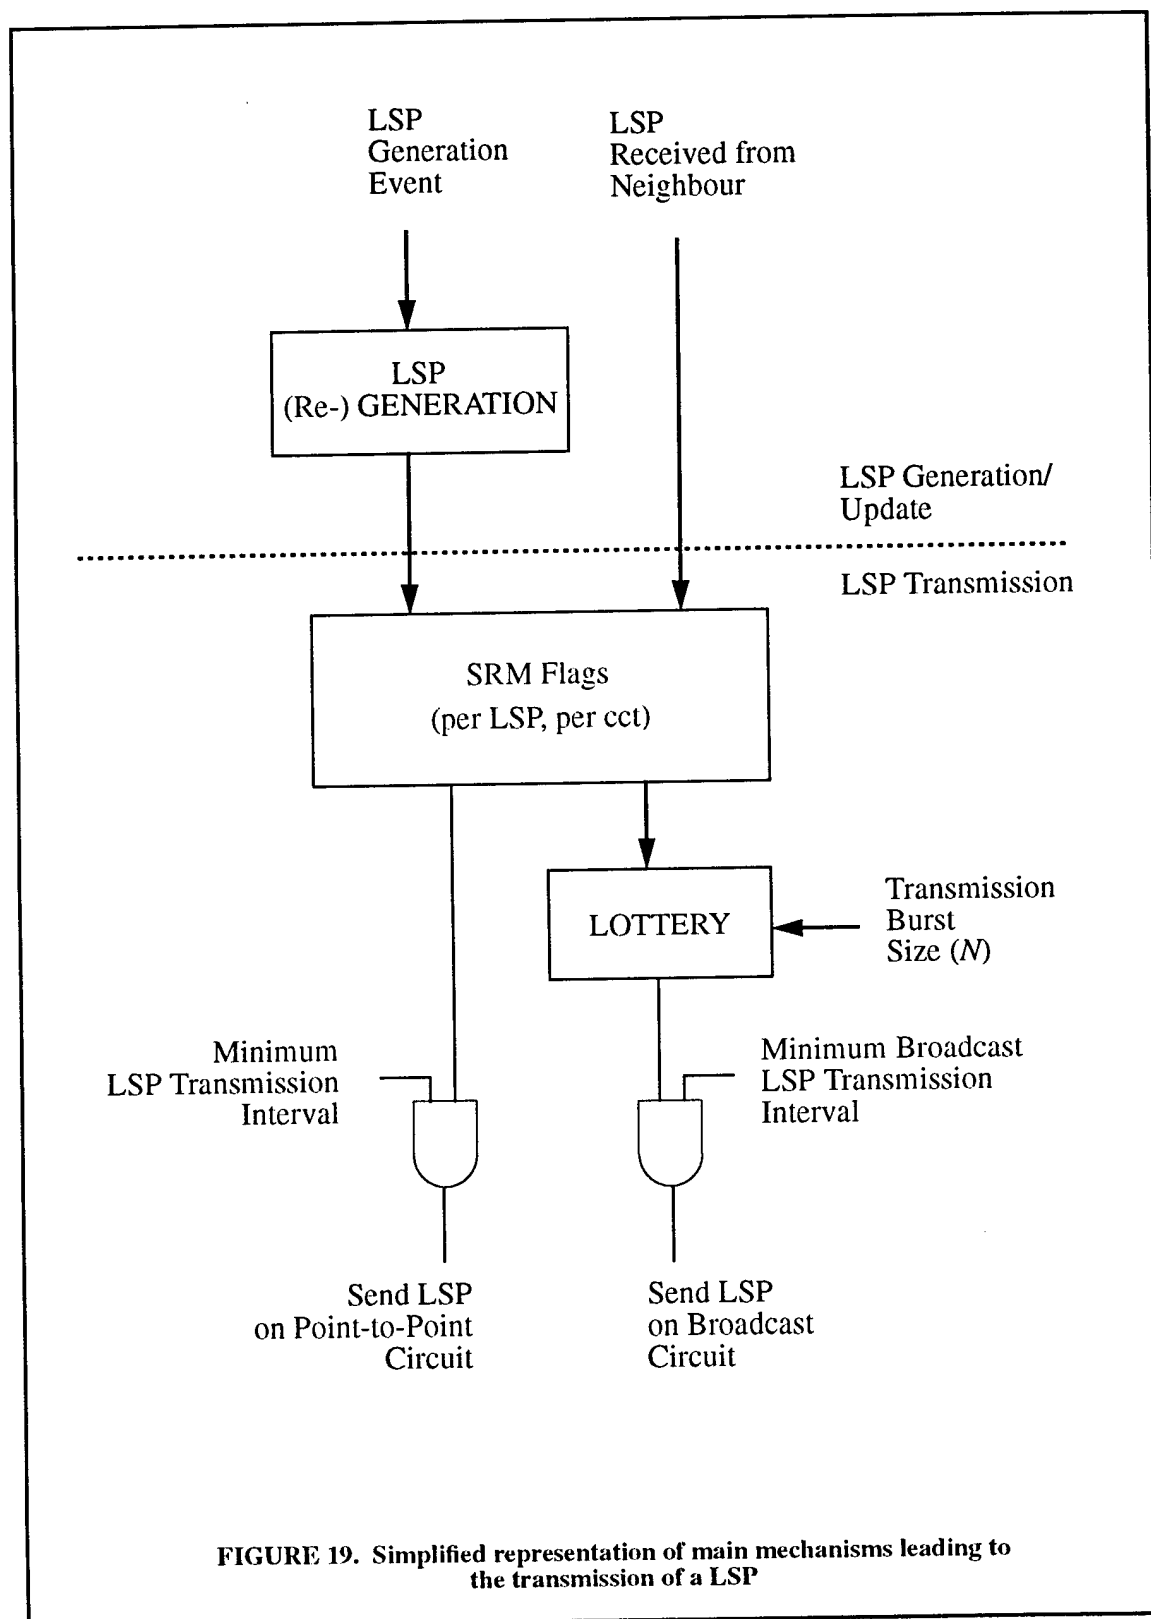 LSP
Generation
Event
LSP
Received from
Neighbour
LSP
(Re-) GENERATION
LSP Generation/
Update
LSP Transmission
SRM Flags
(per LSP, per cct)
LOTTERY
Transmission
Burst
Size (N)
Minimum
LSP Transmission
Interval
Minimum Broadcast
LSP Transmission
Interval
Send LSP
on Point-to-Point
Circuit
Send LSP
on Broadcast
Circuit
FIGURE 19. Simplified representation of main mechanisms leading to
the transmission of a LSP